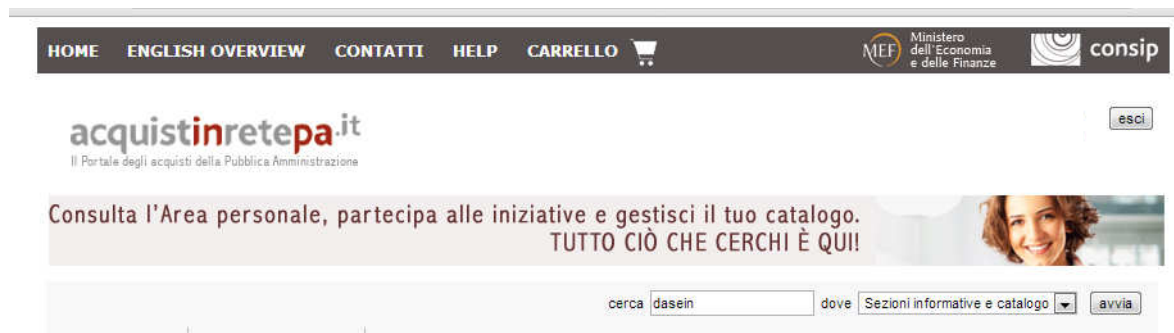 HOME ENGLISH OVERVIEW CONTATTI HELP CARRELLO
MEF Ministero
dell'Economia
e delle Finanze
consip
acquistinretepa.it
Il Portale degli acquisti della Pubblica Amministrazione
esci
Consulta l'Area personale, partecipa alle iniziative e gestisci il tuo catalogo.
TUTTO CIÒ CHE CERCHI È QUI!
cerca dasein dove Sezioni informative e catalogo avvia